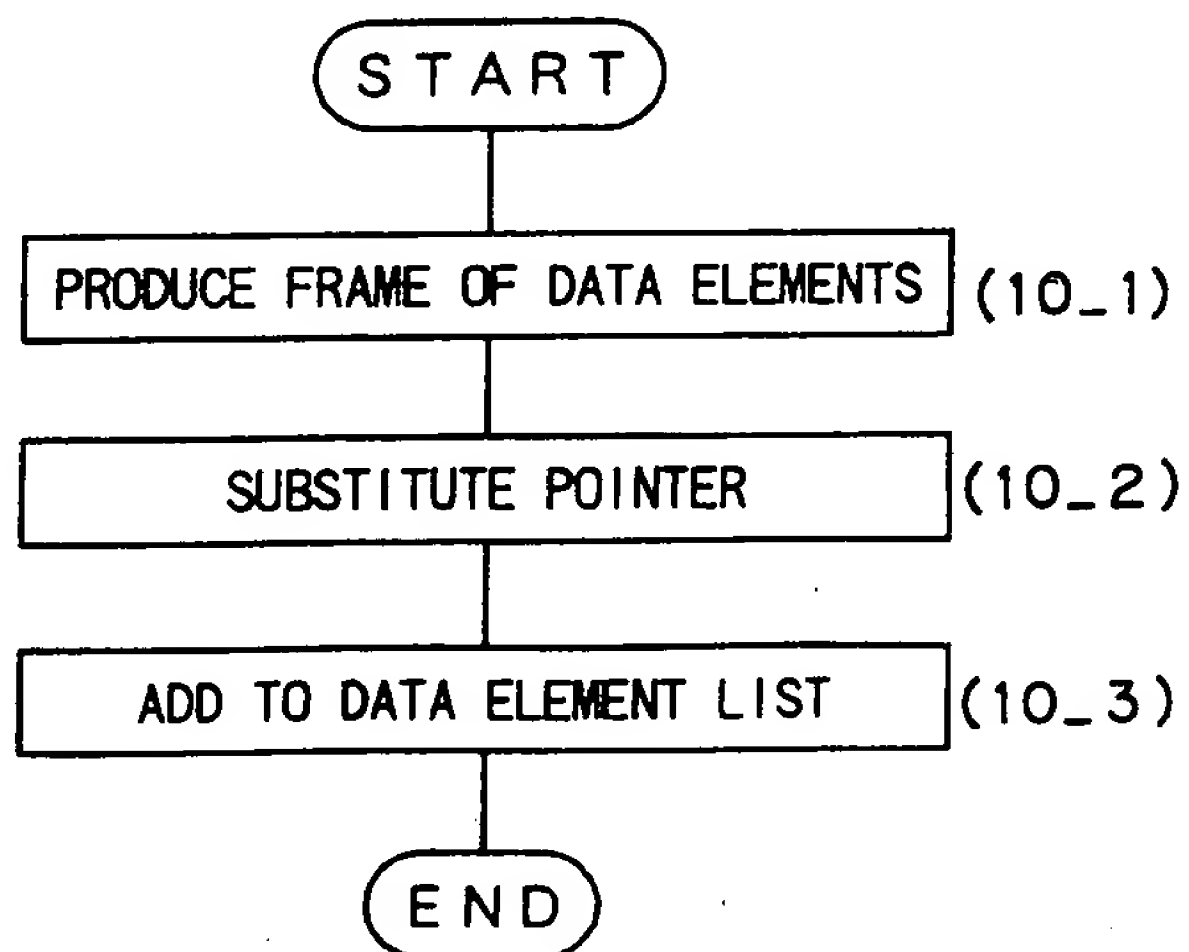 START
PRODUCE FRAME OF DATA ELEMENTS (10_1)
SUBSTITUTE POINTER (10_2)
ADD TO DATA ELEMENT LIST (10_3)
END